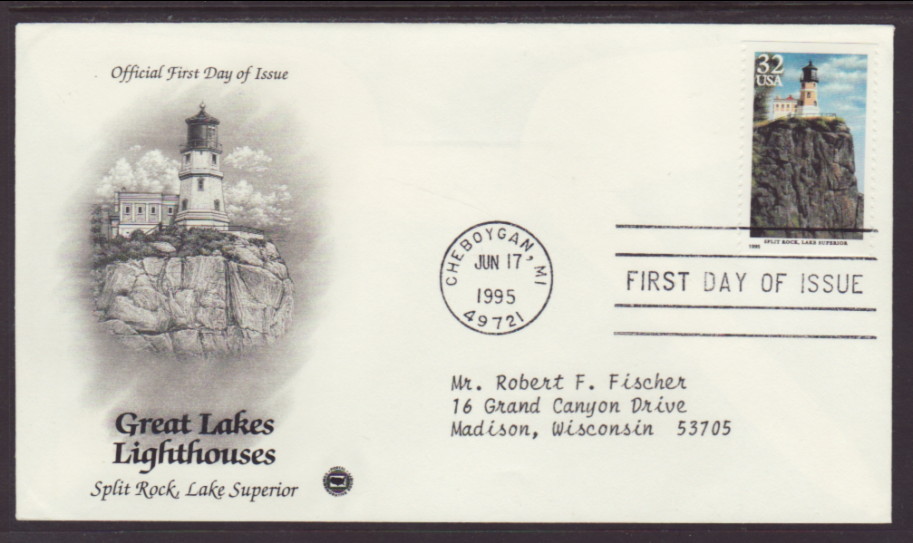 Official First Day of Issue
32
USA
SPLIT ROCK, LAKE SUPERIOR
1995
CHEBOYGAN, MI
JUN 17
1995
49721
FIRST DAY OF ISSUE
Mr. Robert F. Fischer
16 Grand Canyon Drive
Madison, Wisconsin 53705
Great Lakes
Lighthouses
Split Rock, Lake Superior